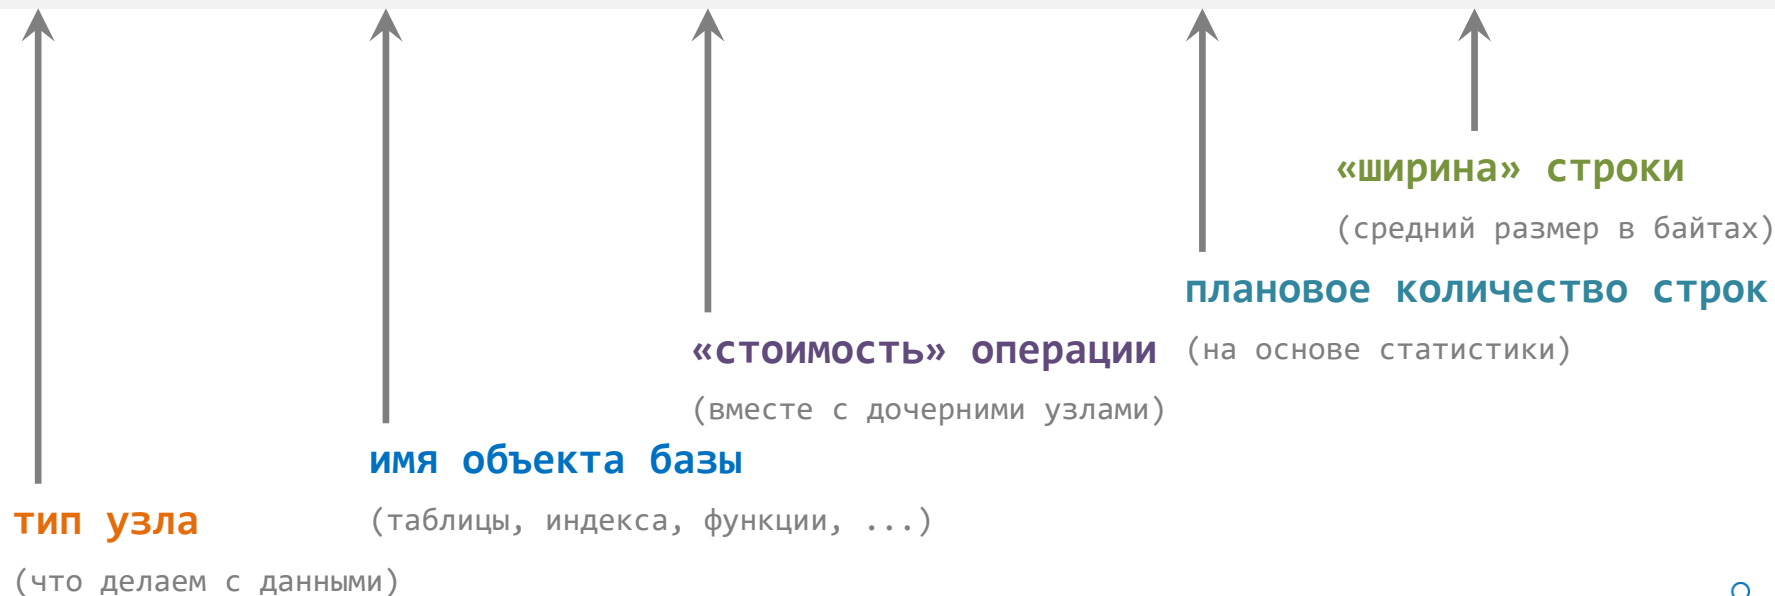 «ширина» строки
(средний размер в байтах)
плановое количество строк
«стоимость» операции (на основе статистики)
(вместе с дочерними узлами)
имя объекта базы
тип узла (таблицы, индекса, функции, ...)
(что делаем с данными)